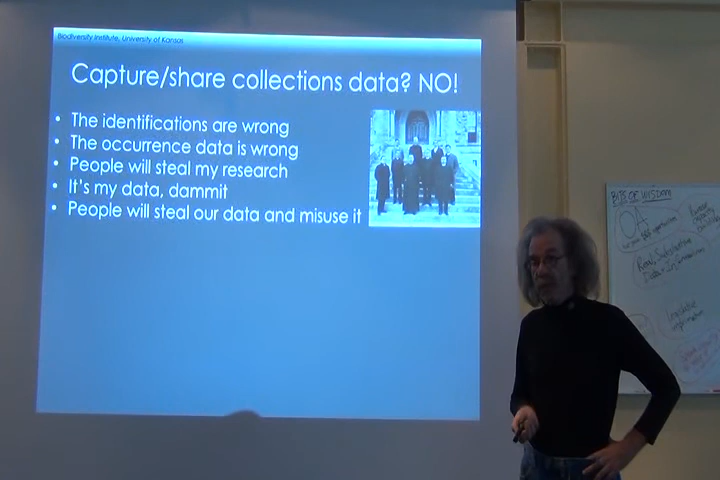 Biodiversity Institute, University of Kansas
Capture/share collections data? NO!
• The identifications are wrong
• The occurrence data is wrong
• People will steal my research
• It's my data, dammit
• People will steal our data and misuse it
BITS OF WISDOM
OA